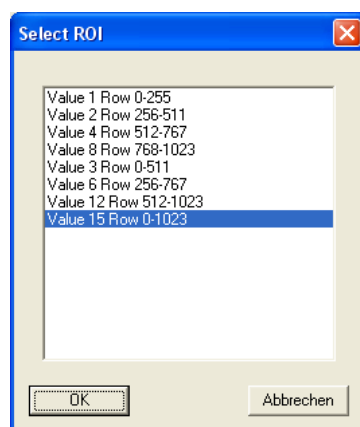 Select ROI
Value 1 Row 0-255
Value 2 Row 256-511
Value 4 Row 512-767
Value 8 Row 768-1023
Value 3 Row 0-511
Value 6 Row 256-767
Value 12 Row 512-1023
Value 15 Row 0-1023
OK
Abbrechen